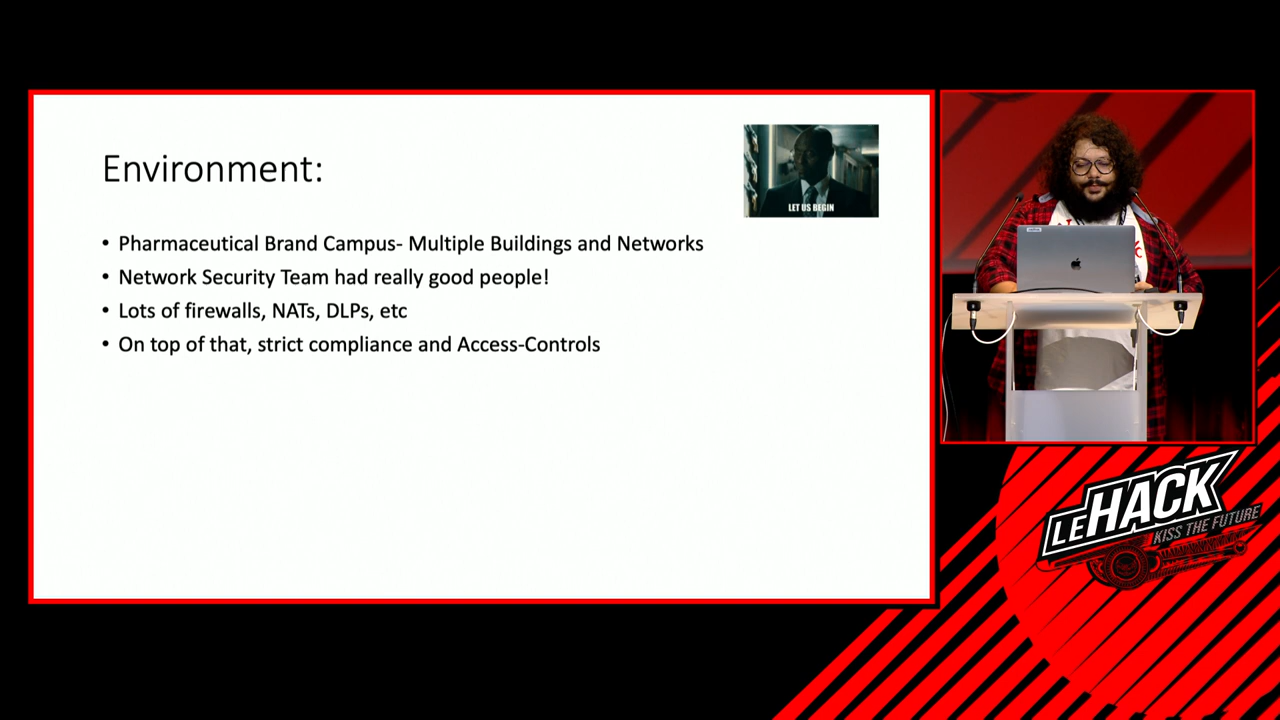 Environment:
LET US BEGIN
• Pharmaceutical Brand Campus- Multiple Buildings and Networks
• Network Security Team had really good people!
• Lots of firewalls, NATs, DLPs, etc
• On top of that, strict compliance and Access-Controls
LEHACK
KISS THE FUTURE